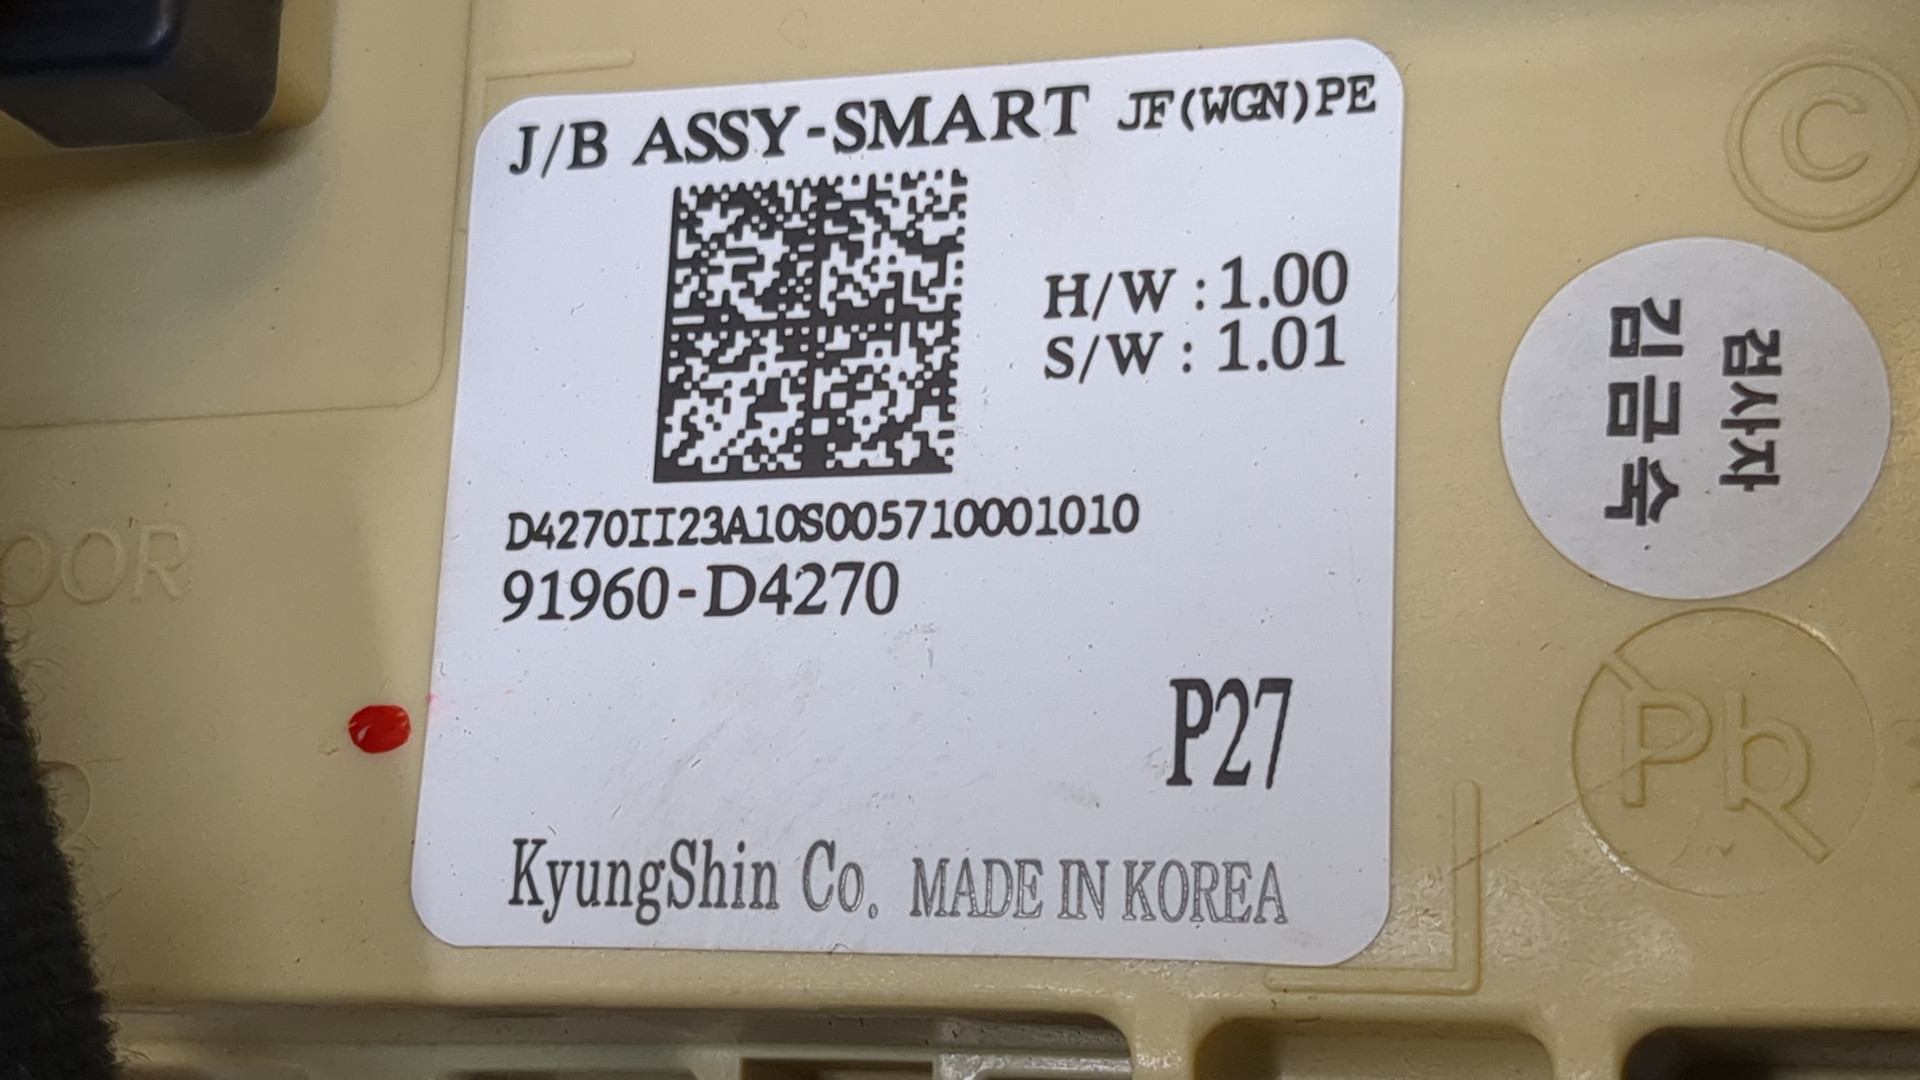 J/B ASSY-SMART JF(WGN)PE
H/W : 1.00
S/W : 1.01
D4270II23A10S005710001010
91960-D4270
P27
KyungShin Co. MADE IN KOREA
C
검사자
김금숙
Pb
OOR